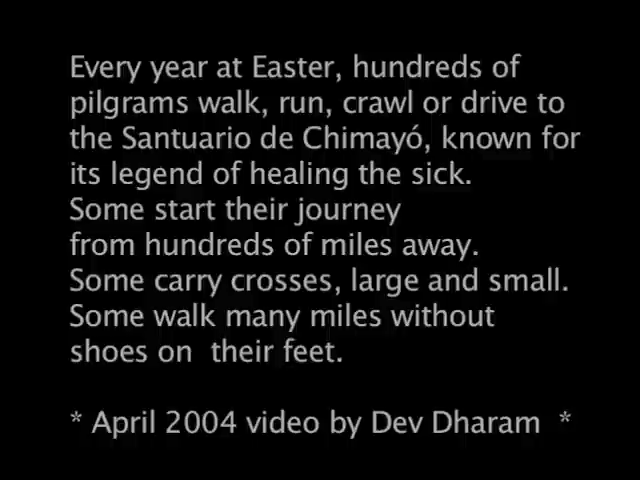 Every year at Easter, hundreds of
pilgrams walk, run, crawl or drive to
the Santuario de Chimayó, known for
its legend of healing the sick.
Some start their journey
from hundreds of miles away.
Some carry crosses, large and small.
Some walk many miles without
shoes on  their feet.
* April 2004 video by Dev Dharam  *